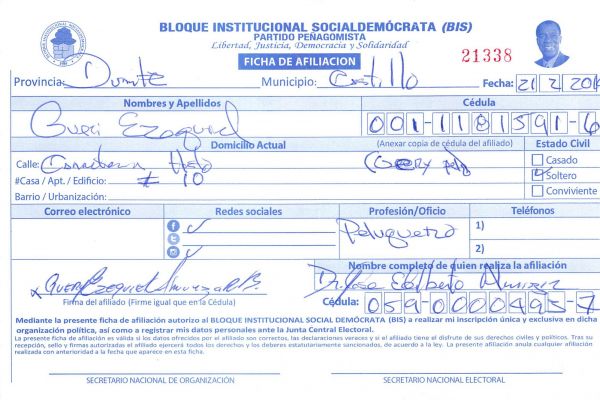 BLOQUE INSTITUCIONAL SOCIALDEMÓCRATA (BIS)
PARTIDO PEÑAGOMISTA
Libertad, Justicia, Democracia y Solidaridad
FICHA DE AFILIACION
21338
Provincia: Duarte Municipio: Castillo Fecha: 21 2
Nombres y Apellidos Cédula
Ezequiel 001-1181591-6
Domicilio Actual (Anexar copia de cédula del afiliado) Estado Civil
Calle: Carretera
Casado
#Casa / Apt. / Edificio: # 10
Soltero
Barrio / Urbanización:
Conviviente
Correo electrónico Redes sociales Profesión/Oficio Teléfonos
Peluquero
1)
2)
Nombre completo de quien realiza la afiliación
Ezequiel
Dr. Jose Edalberto
Firma del afiliado (Firme igual que en la Cédula)
Cédula: 059-0000495-7
Mediante la presente ficha de afiliación autorizo al BLOQUE INSTITUCIONAL SOCIAL DEMÓCRATA (BIS) a realizar mi inscripción única y exclusiva en dicha
organización política, así como a registrar mis datos personales ante la Junta Central Electoral.
La presente ficha de afiliación es válida si los datos ofrecidos por el afiliado son correctos, las declaraciones veraces y si el afiliado tiene el disfrute de sus derechos civiles y políticos. Tras su
recepción, sello y firmas autorizadas el afiliado ejercerá todos los derechos y los deberes estatutariamente sancionados, de acuerdo a la ley. La presente afiliación anula cualquier afiliación
realizada con anterioridad a la fecha que aparece en esta ficha.
SECRETARIO NACIONAL DE ORGANIZACIÓN SECRETARIO NACIONAL ELECTORAL